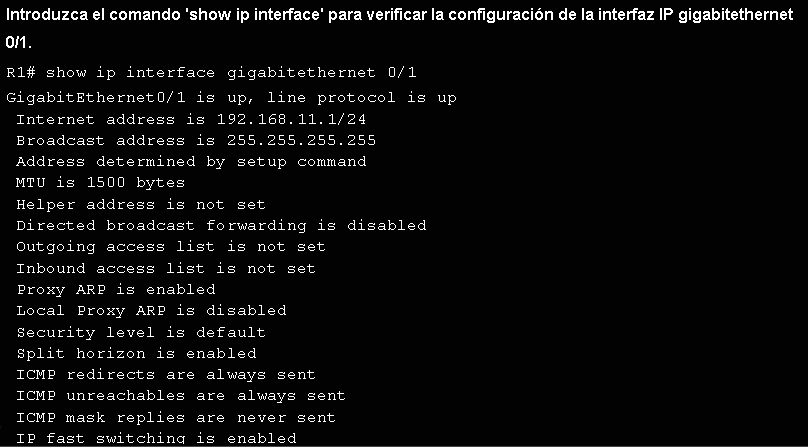 Introduzca el comando 'show ip interface' para verificar la configuración de la interfaz IP gigabitethernet
0/1.
R1# show ip interface gigabitethernet 0/1
GigabitEthernet0/1 is up, line protocol is up
Internet address is 192.168.11.1/24
Broadcast address is 255.255.255.255
Address determined by setup command
MTU is 1500 bytes
Helper address is not set
Directed broadcast forwarding is disabled
Outgoing access list is not set
Inbound access list is not set
Proxy ARP is enabled
Local Proxy ARP is disabled
Security level is default
Split horizon is enabled
ICMP redirects are always sent
ICMP unreachables are always sent
ICMP mask replies are never sent
IP fast switching is enabled